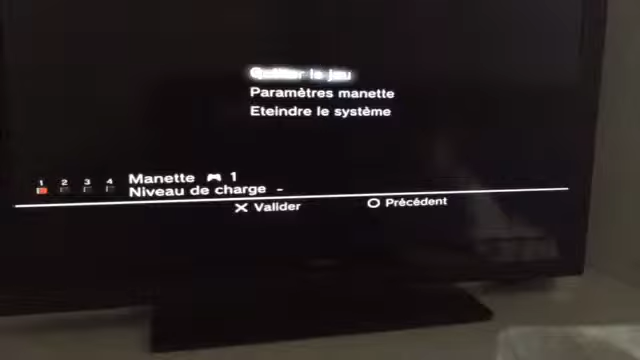 Quitter le jeu
Paramètres manette
Eteindre le système
1 2 3 4
Manette 1
Niveau de charge -
Valider
Précédent